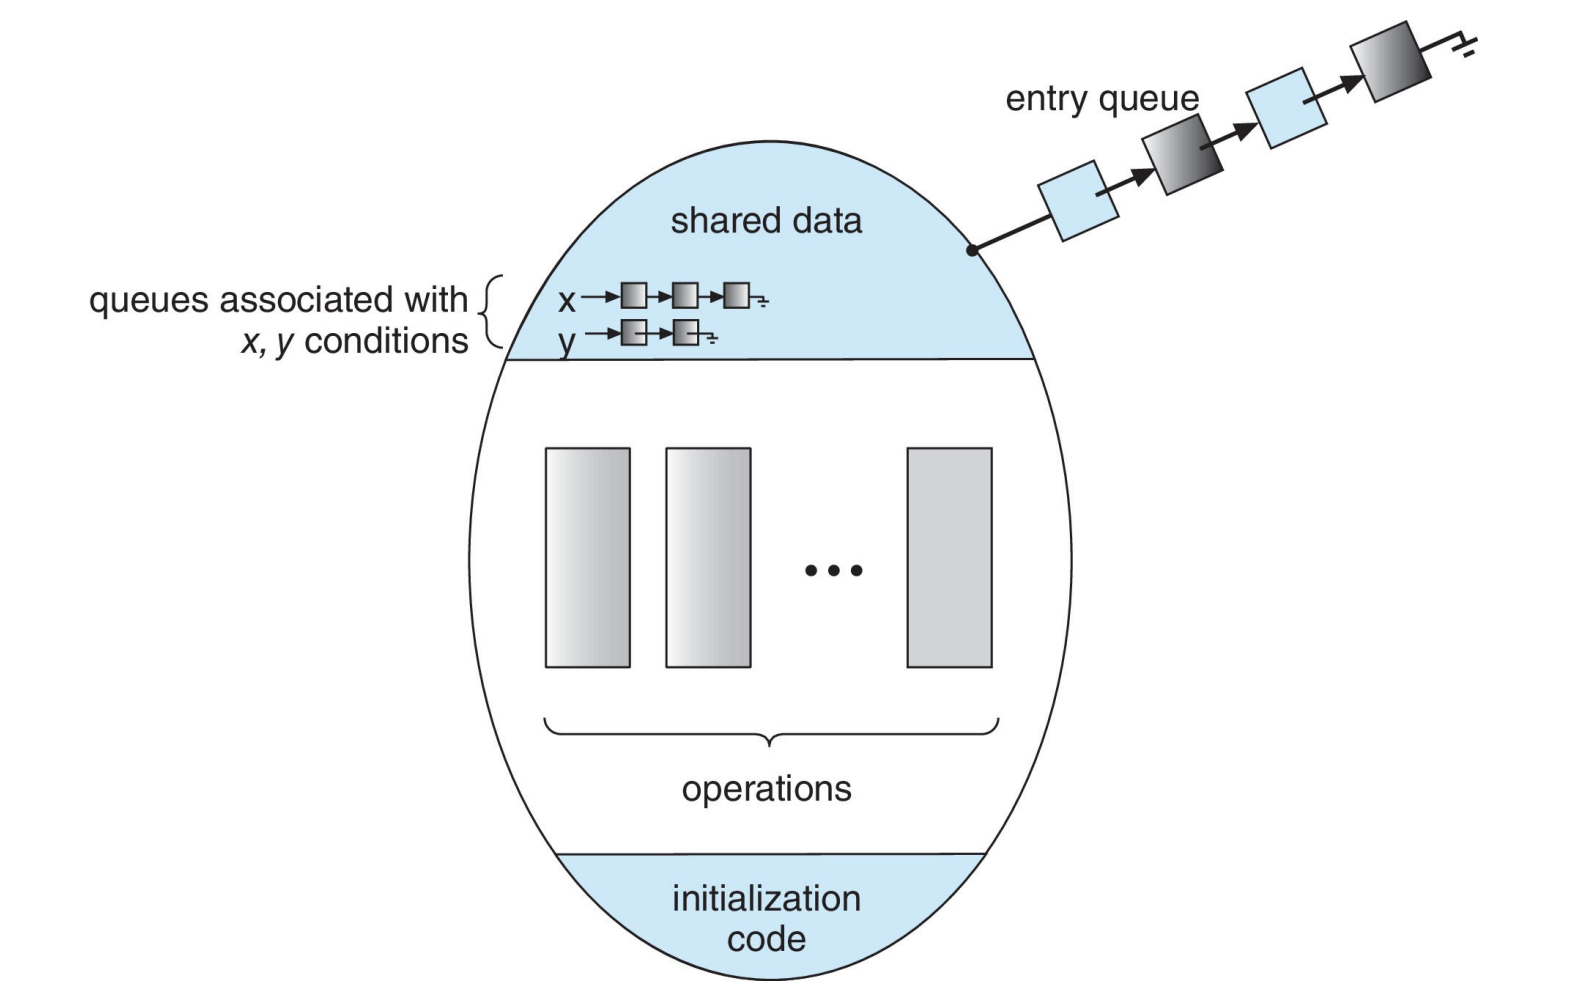 entry queue
shared data
queues associated with
x, y conditions
x
y
operations
initialization
code